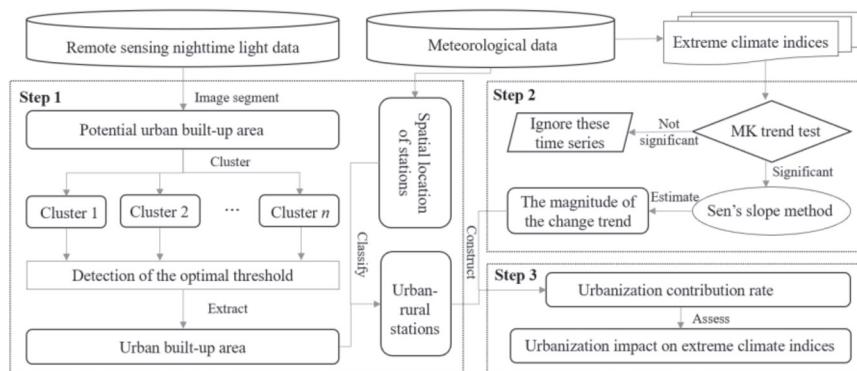 Remote sensing nighttime light data
Meteorological data
Extreme climate indices
Step 1
Image segment
Potential urban built-up area
Cluster
Cluster 1
Cluster 2
...
Cluster n
Detection of the optimal threshold
Extract
Urban built-up area
Spatial location
of stations
Classify
Urban-
rural
stations
Step 2
MK trend test
Not
significant
Ignore these
time series
Significant
Sen's slope method
Estimate
The magnitude of
the change trend
Construct
Step 3
Urbanization contribution rate
Assess
Urbanization impact on extreme climate indices